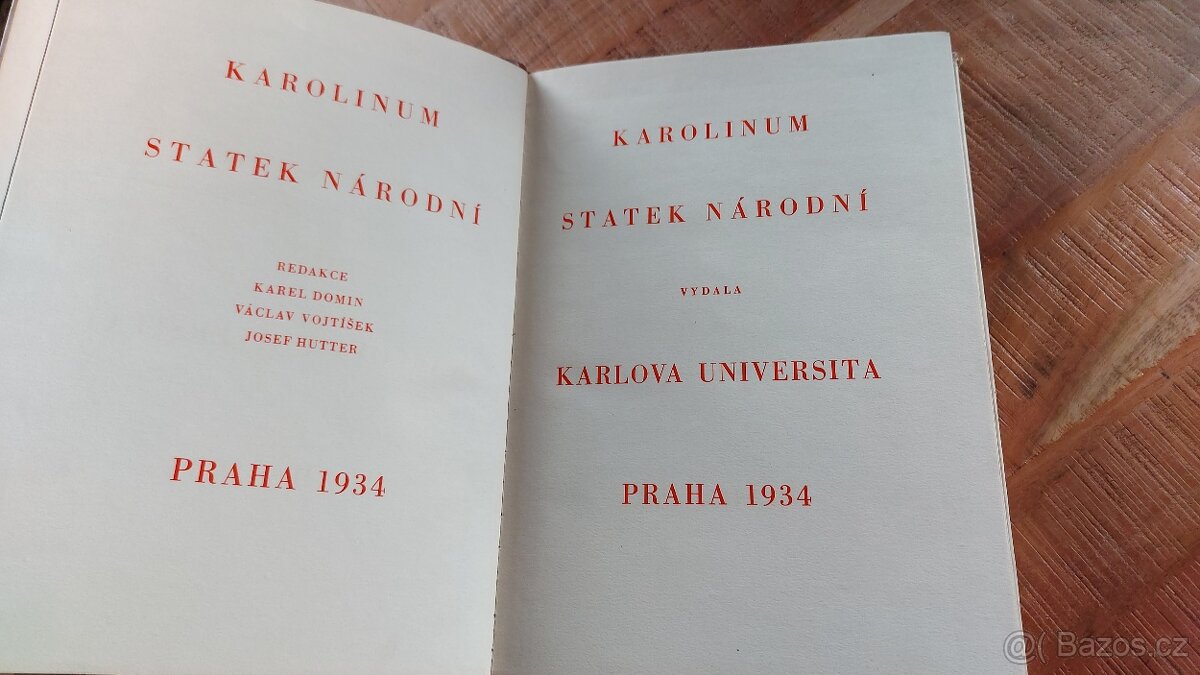 KAROLINUM
STATEK NÁRODNÍ
REDAKCE
KAREL DOMIN
VÁCLAV VOJTÍŠEK
JOSEF HUTTER
PRAHA 1934
KAROLINUM
STATEK NÁRODNÍ
VYDALA
KARLOVA UNIVERSITA
PRAHA 1934
@( Bazos.cz